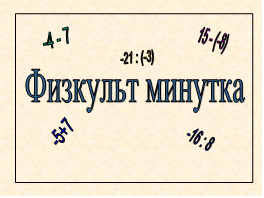 -4 - 7
15 - (-8)
-21 : (-3)
Физкульт минутка
-5+7
-16 : 8